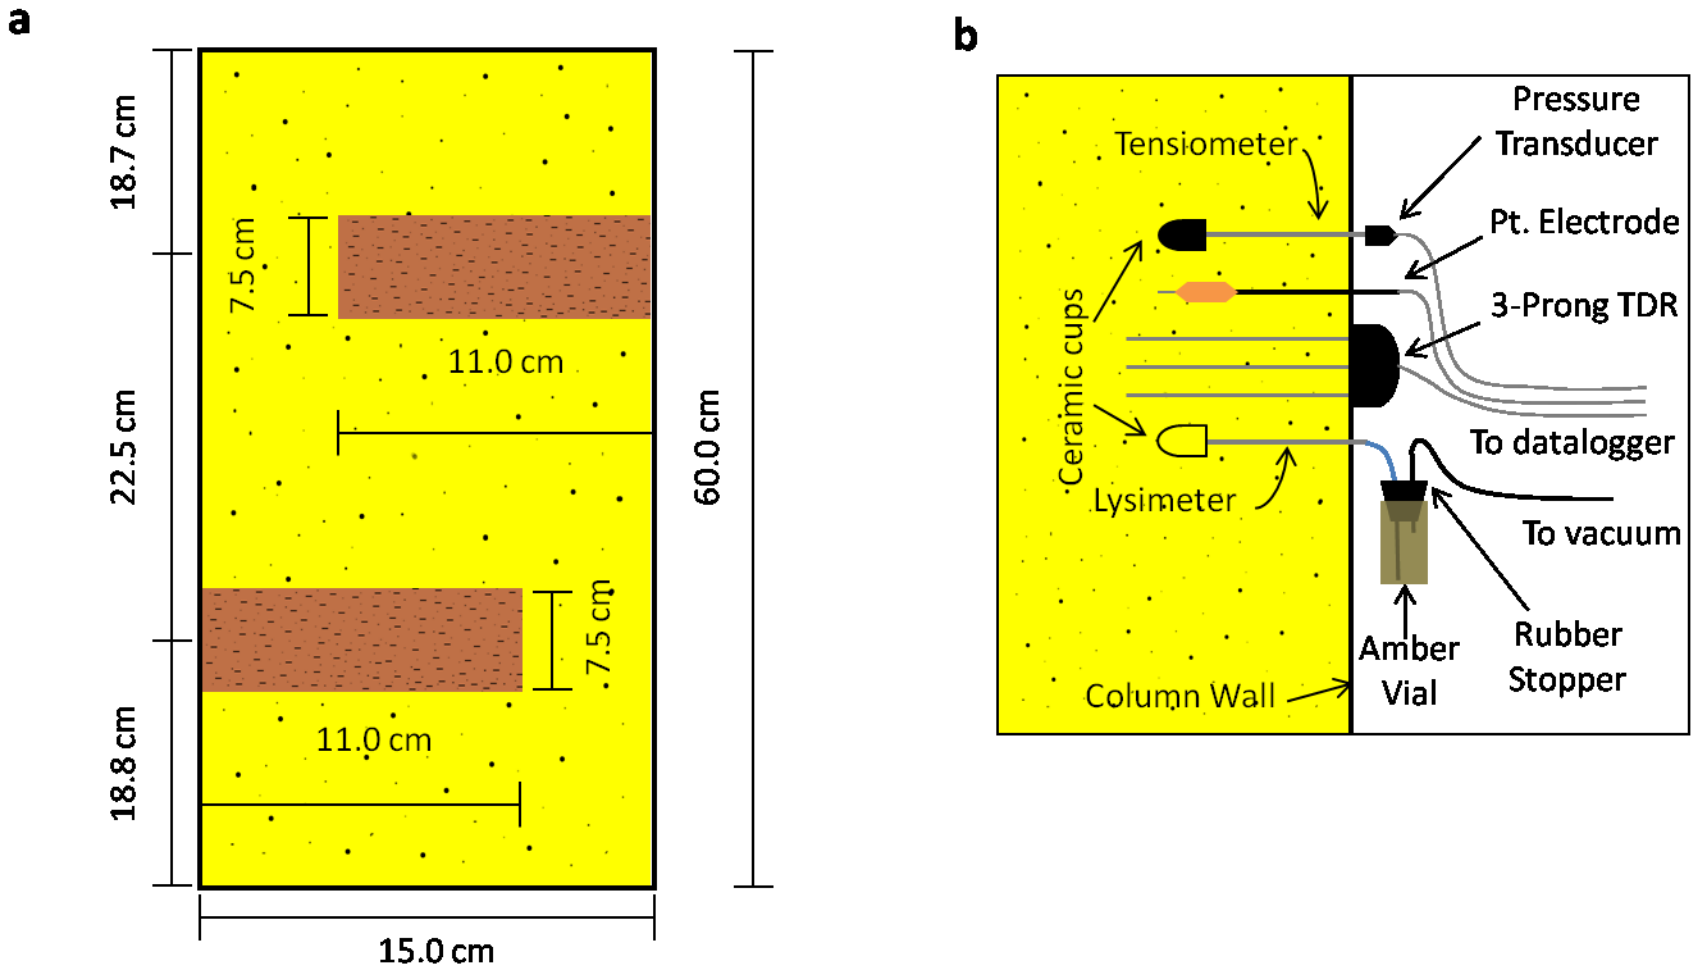 a
18.7 cm
7.5 cm
11.0 cm
22.5 cm
60.0 cm
7.5 cm
11.0 cm
18.8 cm
15.0 cm
b
Pressure
Transducer
Tensiometer
Pt. Electrode
3-Prong TDR
Ceramic cups
To datalogger
Lysimeter
To vacuum
Rubber
Stopper
Amber
Vial
Column Wall